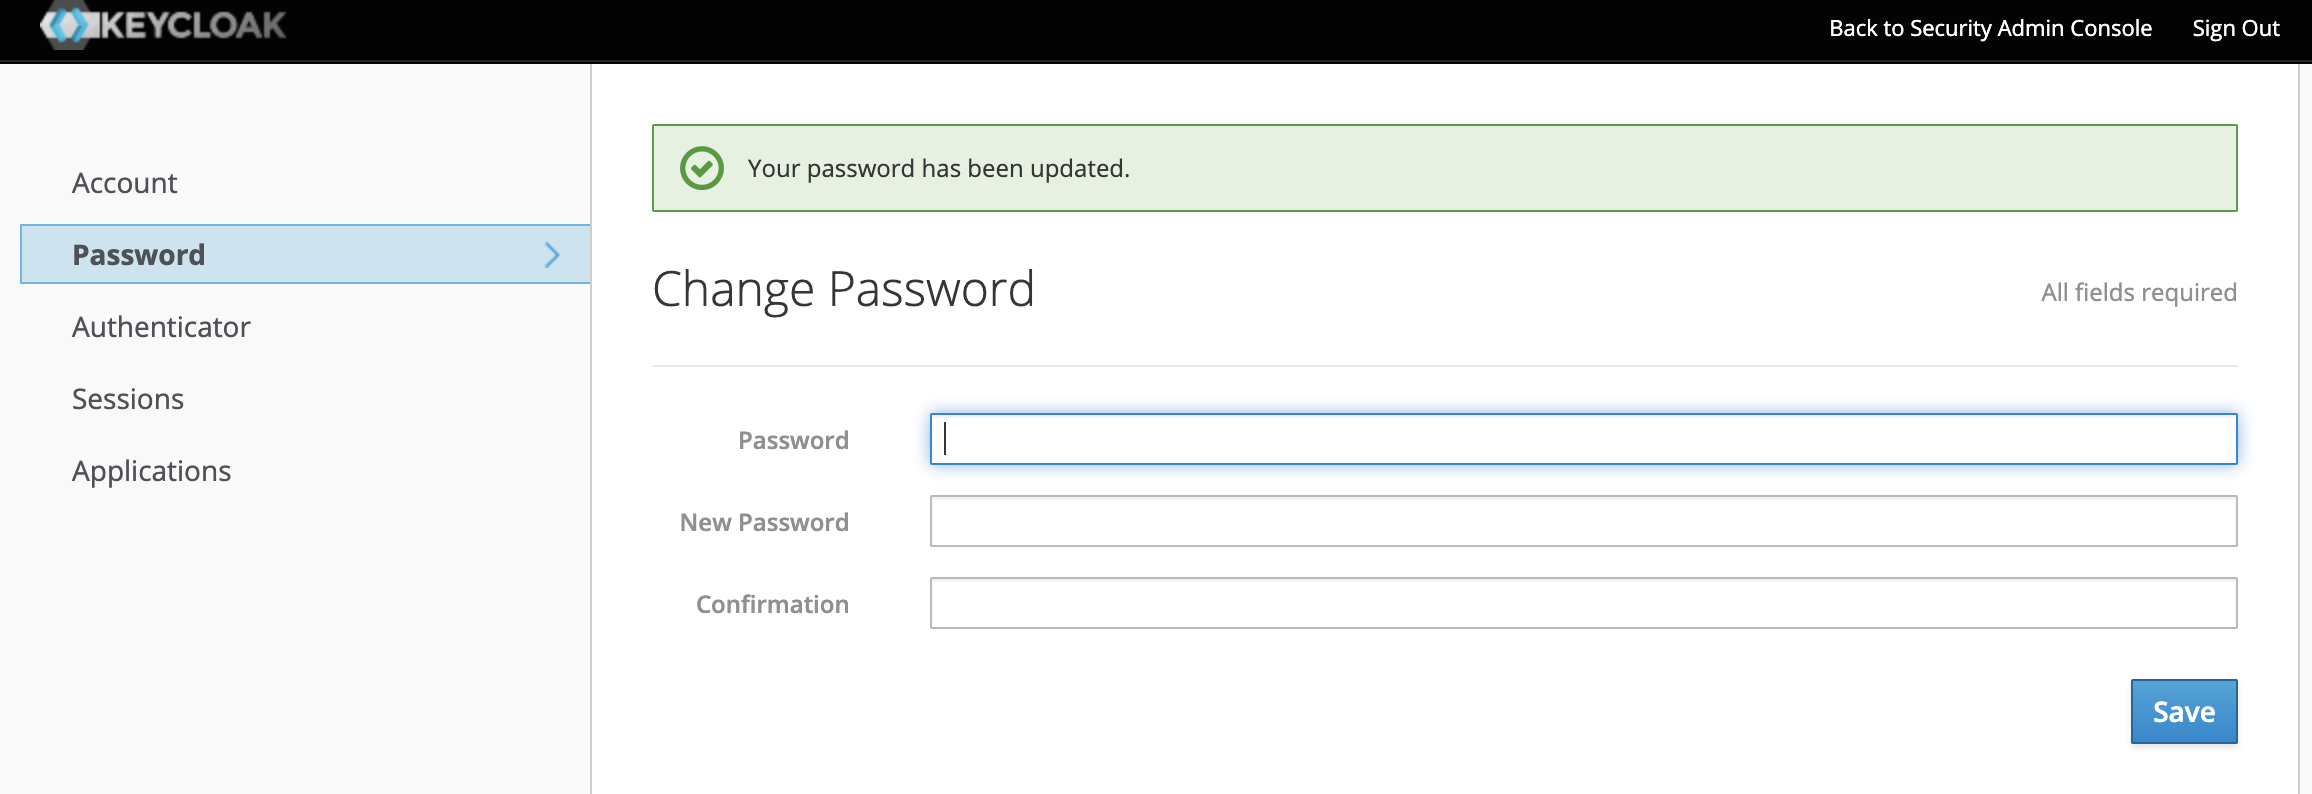 KEYCLOAK
Back to Security Admin Console
Sign Out
Account
Password
Authenticator
Sessions
Applications
Your password has been updated.
Change Password
All fields required
Password
New Password
Confirmation
Save